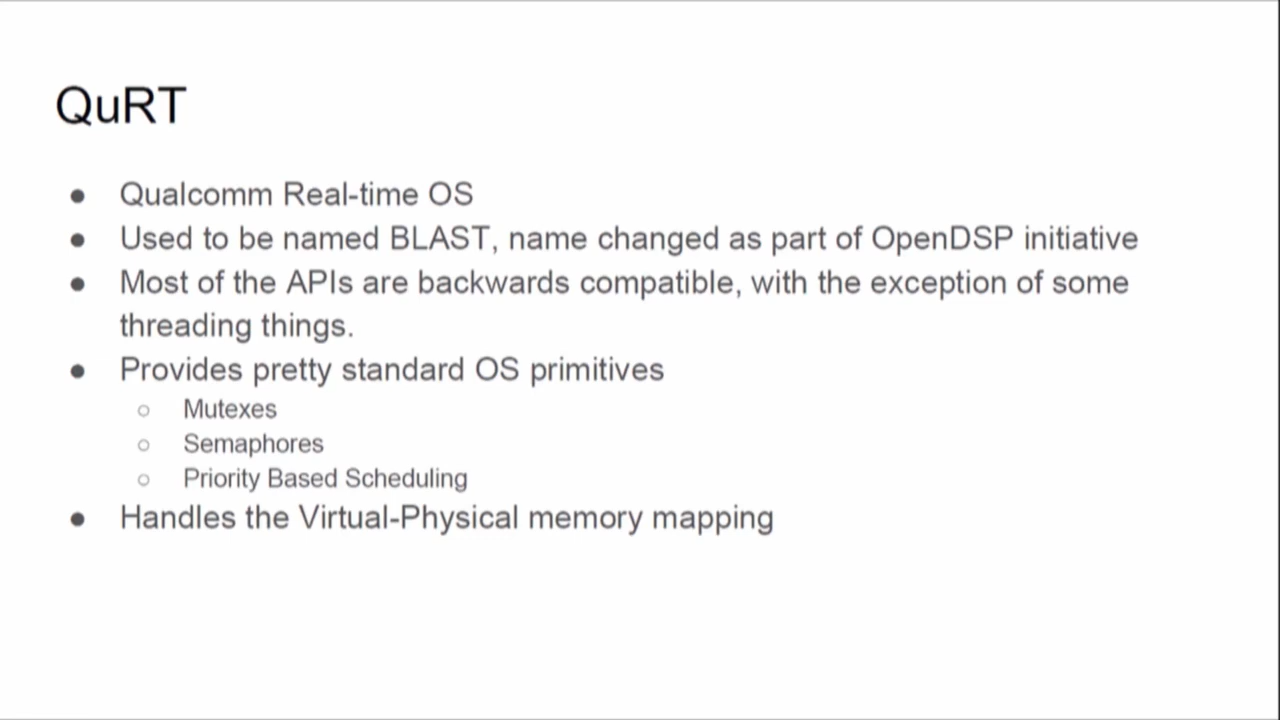 QuRT
● Qualcomm Real-time OS
● Used to be named BLAST, name changed as part of OpenDSP initiative
● Most of the APIs are backwards compatible, with the exception of some
threading things.
● Provides pretty standard OS primitives
○ Mutexes
○ Semaphores
○ Priority Based Scheduling
● Handles the Virtual-Physical memory mapping